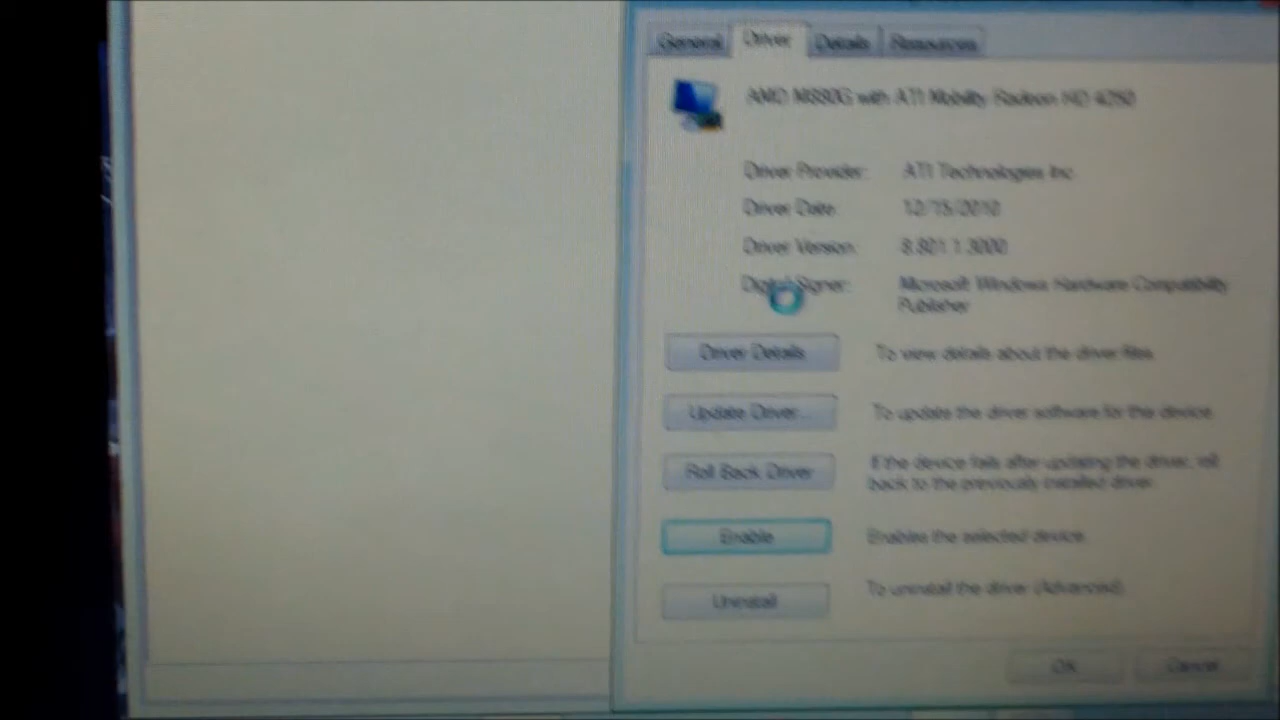 General Driver Details Resources
AMD M880G with ATI Mobility Radeon HD 4250
Driver Provider: ATI Technologies Inc.
Driver Date: 12/15/2010
Driver Version: 8.801.1.3000
Digital Signer: Microsoft Windows Hardware Compatibility
Publisher
Driver Details To view details about the driver files.
Update Driver... To update the driver software for this device.
Roll Back Driver If the device fails after updating the driver, roll
back to the previously installed driver.
Enable Enables the selected device.
Uninstall To uninstall the driver (Advanced).
OK Cancel